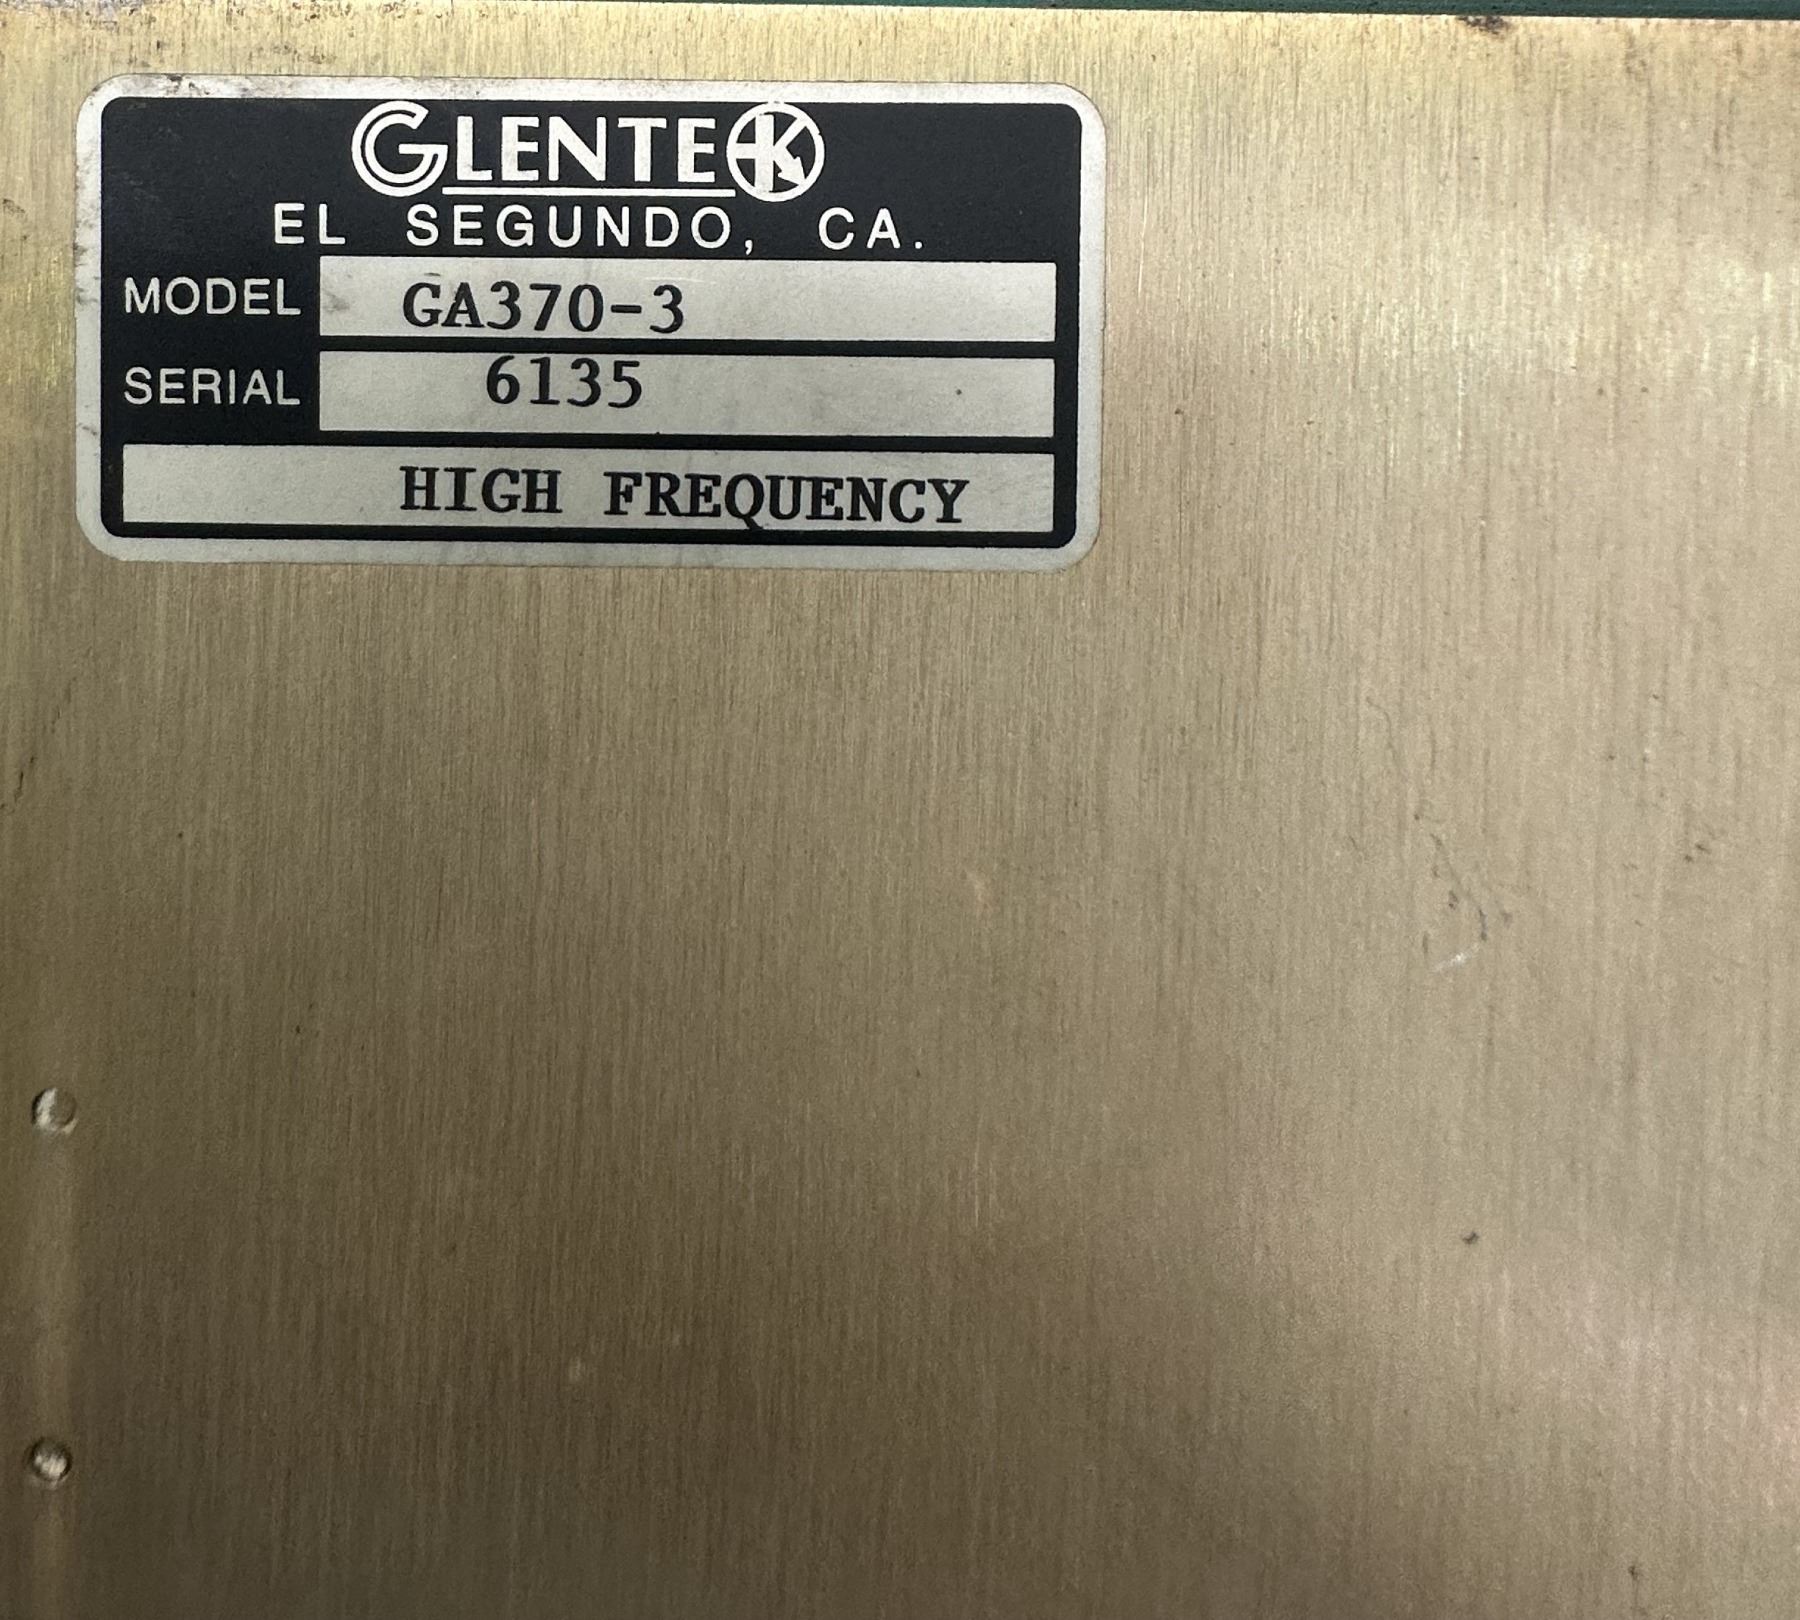 GLENTEK
EL SEGUNDO, CA.
MODEL GA370-3
SERIAL 6135
HIGH FREQUENCY